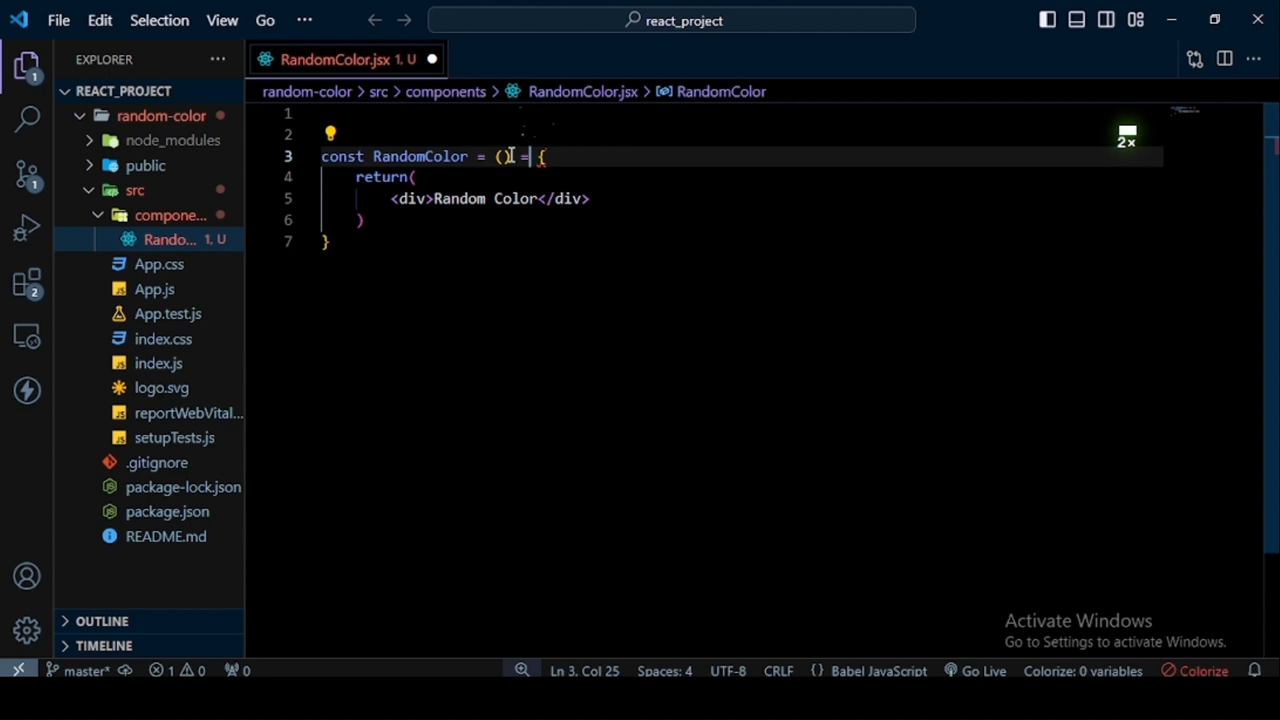 File Edit Selection View Go ··· react_project
EXPLORER ···
REACT_PROJECT
random-color
node_modules
public
src
compone...
Rando... 1, U
App.css
App.js
App.test.js
index.css
index.js
logo.svg
reportWebVital...
setupTests.js
.gitignore
package-lock.json
package.json
README.md
OUTLINE
TIMELINE
1
2
2
RandomColor.jsx 1, U
random-color > src > components > RandomColor.jsx > RandomColor
1
2
3 const RandomColor = () = {
4 return(
5 <div>Random Color</div>
6 )
7 }
2×
Activate Windows
Go to Settings to activate Windows.
master* 1 0 0 Ln 3, Col 25 Spaces: 4 UTF-8 CRLF {} Babel JavaScript Go Live Colorize: 0 variables Colorize